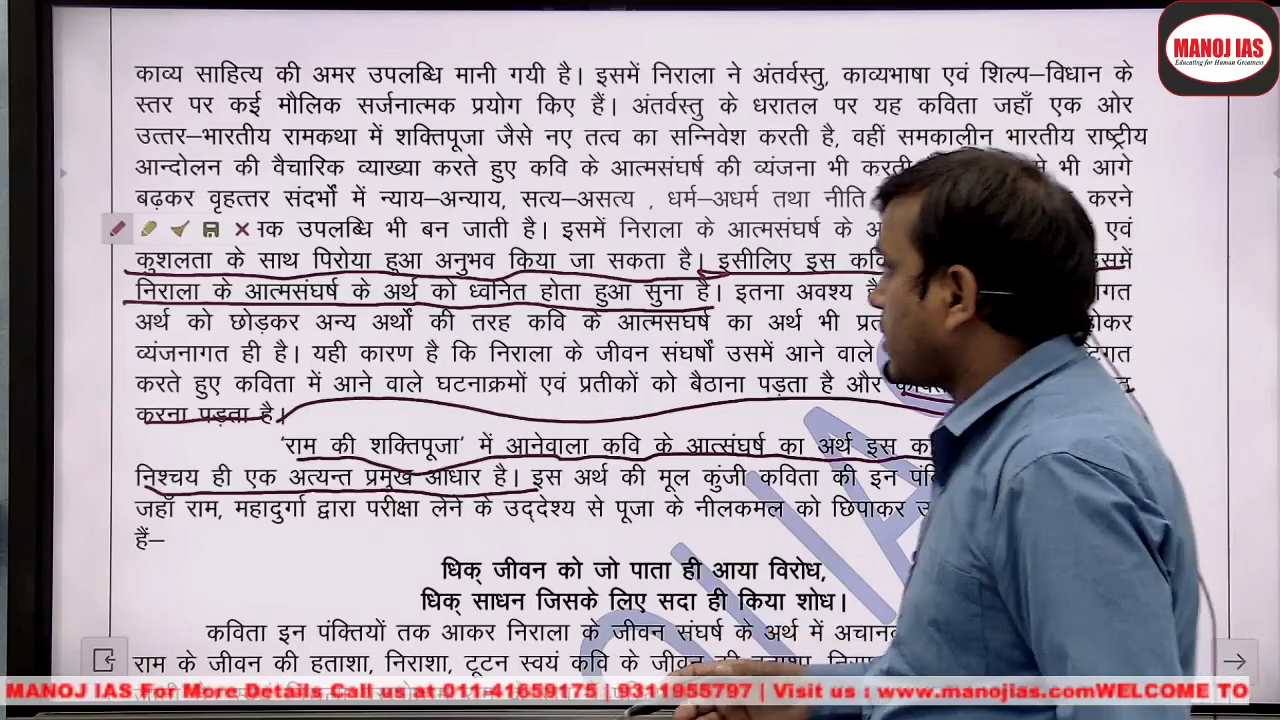 MANOJ IAS
Educating for Human Greatness
काव्य साहित्य की अमर उपलब्धि मानी गयी है। इसमें निराला ने अंतर्वस्तु, काव्यभाषा एवं शिल्प–विधान के
स्तर पर कई मौलिक सर्जनात्मक प्रयोग किए हैं। अंतर्वस्तु के धरातल पर यह कविता जहाँ एक ओर
उत्तर–भारतीय रामकथा में शक्तिपूजा जैसे नए तत्व का सन्निवेश करती है, वहीं समकालीन भारतीय राष्ट्रीय
आन्दोलन की वैचारिक व्याख्या करते हुए कवि के आत्मसंघर्ष की व्यंजना भी करती भी आगे
बढ़कर वृहत्तर संदर्भों में न्याय–अन्याय, सत्य–असत्य , धर्म–अधर्म तथा नीति करने
उपलब्धि भी बन जाती है। इसमें निराला के आत्मसंघर्ष के एवं
कुशलता के साथ पिरोया हुआ अनुभव किया जा सकता है। इसीलिए इस इसमें
निराला के आत्मसंघर्ष के अर्थ को ध्वनित होता हुआ सुना है। इतना अवश्य
अर्थ को छोड़कर अन्य अर्थों की तरह कवि के आत्मसंघर्ष का अर्थ भी होकर
व्यंजनागत ही है। यही कारण है कि निराला के जीवन संघर्षों उसमें आने वाले
करते हुए कविता में आने वाले घटनाक्रमों एवं प्रतीकों को बैठाना पड़ता है और
करना पड़ता है।
'राम की शक्तिपूजा' में आनेवाला कवि के आत्संघर्ष का अर्थ इस
निश्चय ही एक अत्यन्त प्रमुख आधार है। इस अर्थ की मूल कुंजी कविता की इन
जहाँ राम, महादुर्गा द्वारा परीक्षा लेने के उद्देश्य से पूजा के नीलकमल को छिपाकर
हैं–
धिक् जीवन को जो पाता ही आया विरोध,
धिक् साधन जिसके लिए सदा ही किया शोध।
कविता इन पंक्तियों तक आकर निराला के जीवन संघर्ष के अर्थ में
राम के जीवन की हताशा, निराशा, टूटन स्वयं कवि के जीवन की
MANOJ IAS For More Details Call us at 011-41659175 | 9311955797 | Visit us : www.manojias.comWELCOME TO